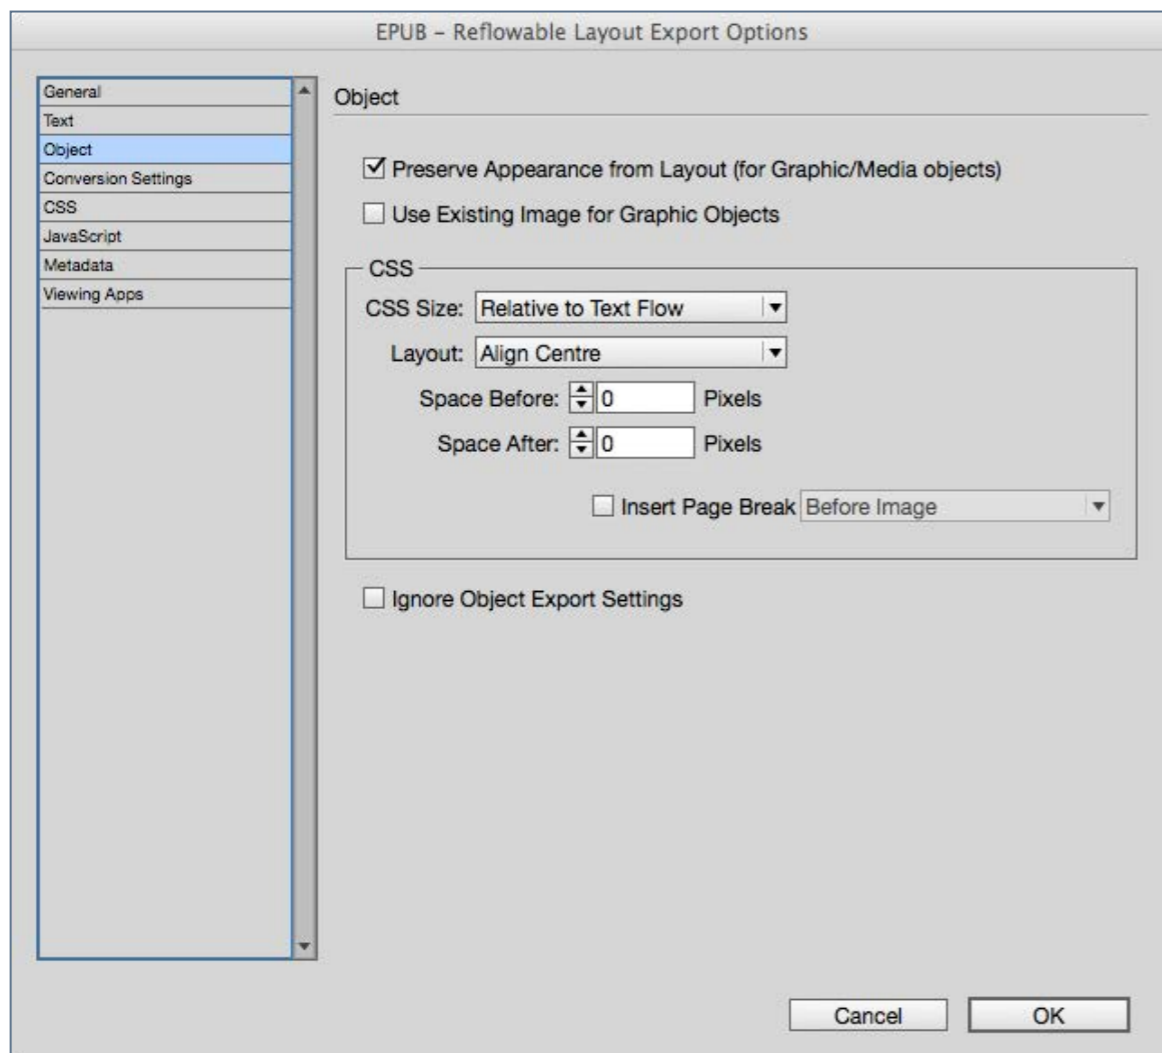 EPUB – Reflowable Layout Export Options
General
Text
Object
Conversion Settings
CSS
JavaScript
Metadata
Viewing Apps
Object
Preserve Appearance from Layout (for Graphic/Media objects)
Use Existing Image for Graphic Objects
CSS
CSS Size: Relative to Text Flow
Layout: Align Centre
Space Before: 0 Pixels
Space After: 0 Pixels
Insert Page Break Before Image
Ignore Object Export Settings
Cancel OK